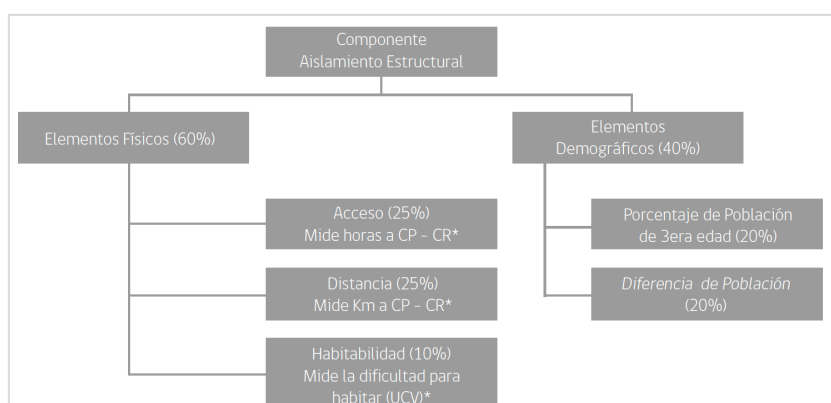 Componente
Aislamiento Estructural
Elementos Físicos (60%)
Elementos
Demográficos (40%)
Acceso (25%)
Mide horas a CP - CR*
Porcentaje de Población
de 3era edad (20%)
Distancia (25%)
Mide Km a CP - CR*
Diferencia de Población
(20%)
Habitabilidad (10%)
Mide la dificultad para
habitar (UCV)*